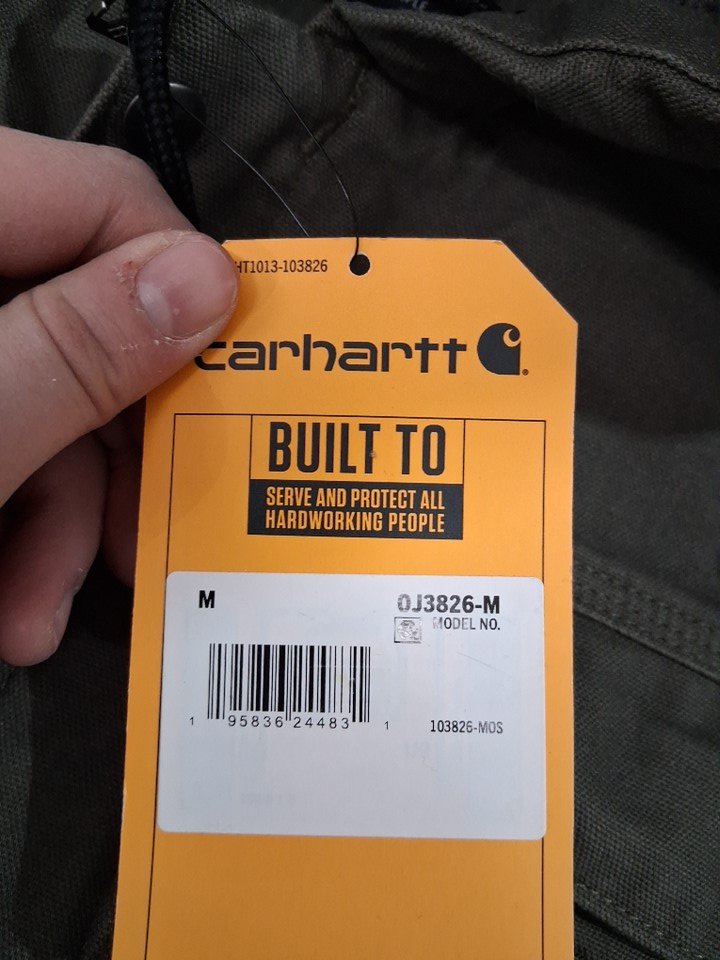 HT1013-103826
carhartt
BUILT TO
SERVE AND PROTECT ALL
HARDWORKING PEOPLE
M
0J3826-M
MODEL NO.
1 95836 24483 1
103826-MOS